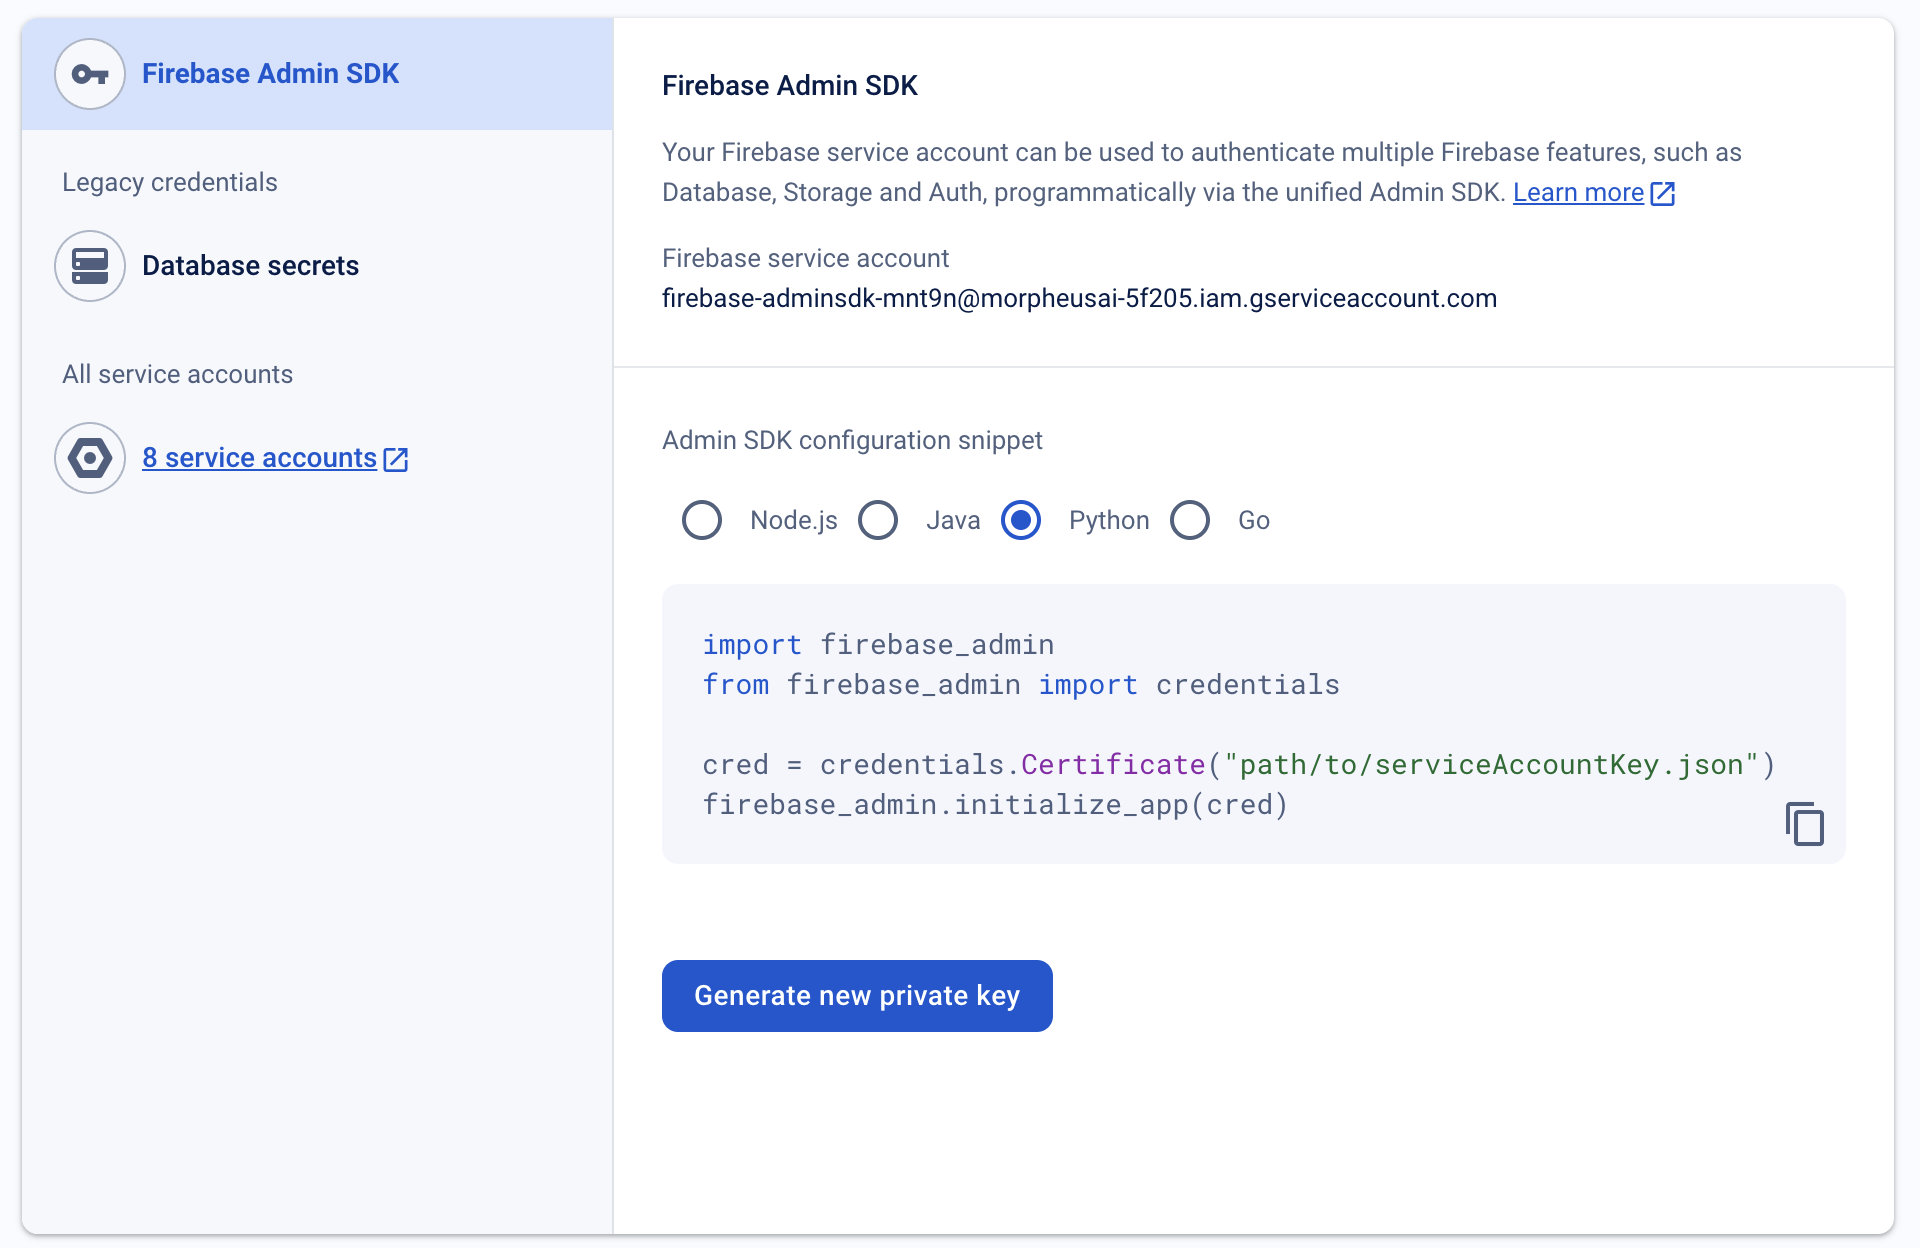 Firebase Admin SDK
Legacy credentials
Database secrets
All service accounts
8 service accounts
Firebase Admin SDK
Your Firebase service account can be used to authenticate multiple Firebase features, such as
Database, Storage and Auth, programmatically via the unified Admin SDK. Learn more
Firebase service account
firebase-adminsdk-mnt9n@morpheusai-5f205.iam.gserviceaccount.com
Admin SDK configuration snippet
Node.js Java Python Go
import firebase_admin
from firebase_admin import credentials
cred = credentials.Certificate("path/to/serviceAccountKey.json")
firebase_admin.initialize_app(cred)
Generate new private key